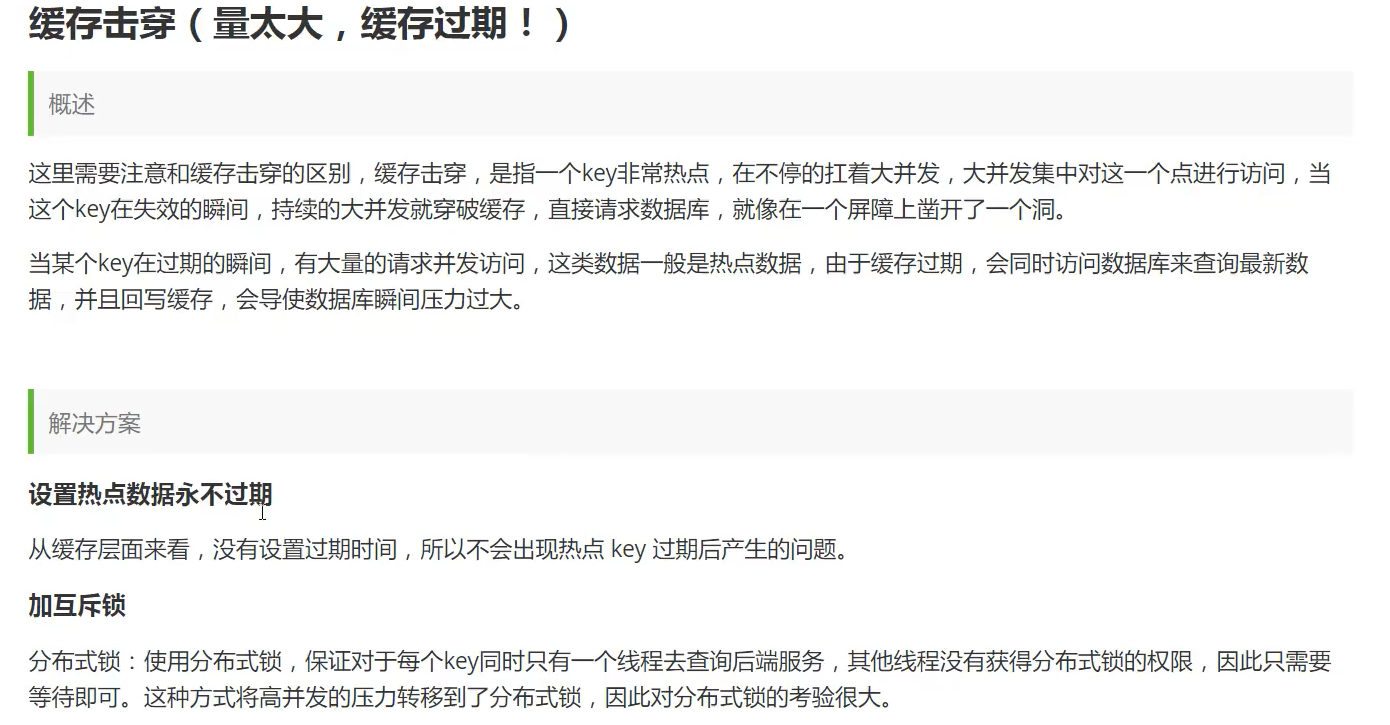 缓存击穿（量太大，缓存过期！）
概述
这里需要注意和缓存击穿的区别，缓存击穿，是指一个key非常热点，在不停的扛着大并发，大并发集中对这一个点进行访问，当
这个key在失效的瞬间，持续的大并发就穿破缓存，直接请求数据库，就像在一个屏障上凿开了一个洞。
当某个key在过期的瞬间，有大量的请求并发访问，这类数据一般是热点数据，由于缓存过期，会同时访问数据库来查询最新数
据，并且回写缓存，会导使数据库瞬间压力过大。
解决方案
设置热点数据永不过期
从缓存层面来看，没有设置过期时间，所以不会出现热点 key 过期后产生的问题。
加互斥锁
分布式锁：使用分布式锁，保证对于每个key同时只有一个线程去查询后端服务，其他线程没有获得分布式锁的权限，因此只需要
等待即可。这种方式将高并发的压力转移到了分布式锁，因此对分布式锁的考验很大。